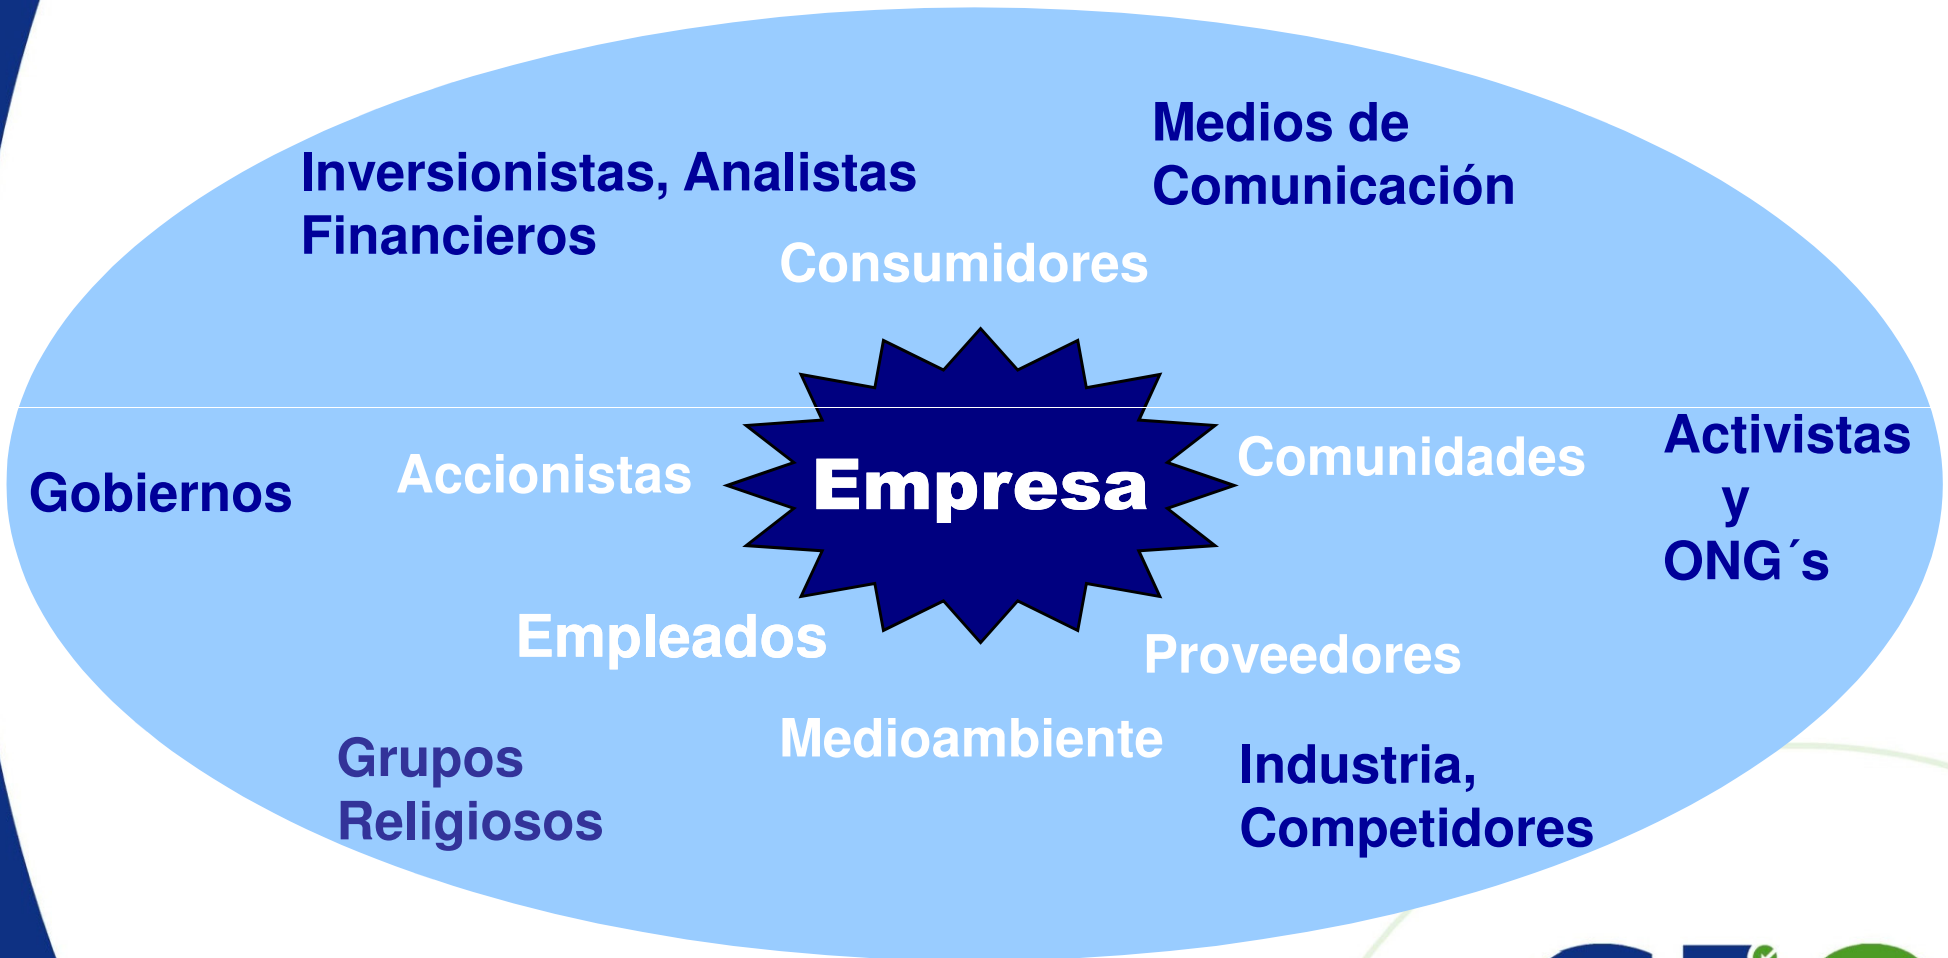 Medios de
Comunicación
Inversionistas, Analistas
Financieros
Consumidores
Activistas
y
ONG´s
Comunidades
Empresa
Accionistas
Gobiernos
Empleados
Proveedores
Medioambiente
Grupos
Religiosos
Industria,
Competidores